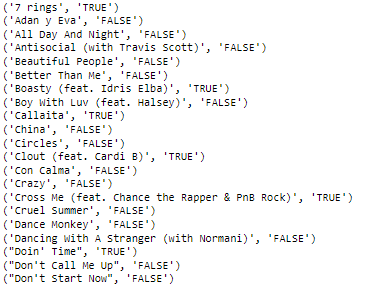 ('7 rings', 'TRUE')
('Adan y Eva', 'FALSE')
('All Day And Night', 'FALSE')
('Antisocial (with Travis Scott)', 'FALSE')
('Beautiful People', 'FALSE')
('Better Than Me', 'FALSE')
('Boasty (feat. Idris Elba)', 'TRUE')
('Boy With Luv (feat. Halsey)', 'FALSE')
('Callaita', 'TRUE')
('China', 'FALSE')
('Circles', 'FALSE')
('Clout (feat. Cardi B)', 'TRUE')
('Con Calma', 'FALSE')
('Crazy', 'FALSE')
('Cross Me (feat. Chance the Rapper & PnB Rock)', 'TRUE')
('Cruel Summer', 'FALSE')
('Dance Monkey', 'FALSE')
('Dancing With A Stranger (with Normani)', 'FALSE')
("Doin' Time", 'TRUE')
("Don't Call Me Up", 'FALSE')
("Don't Start Now", 'FALSE')